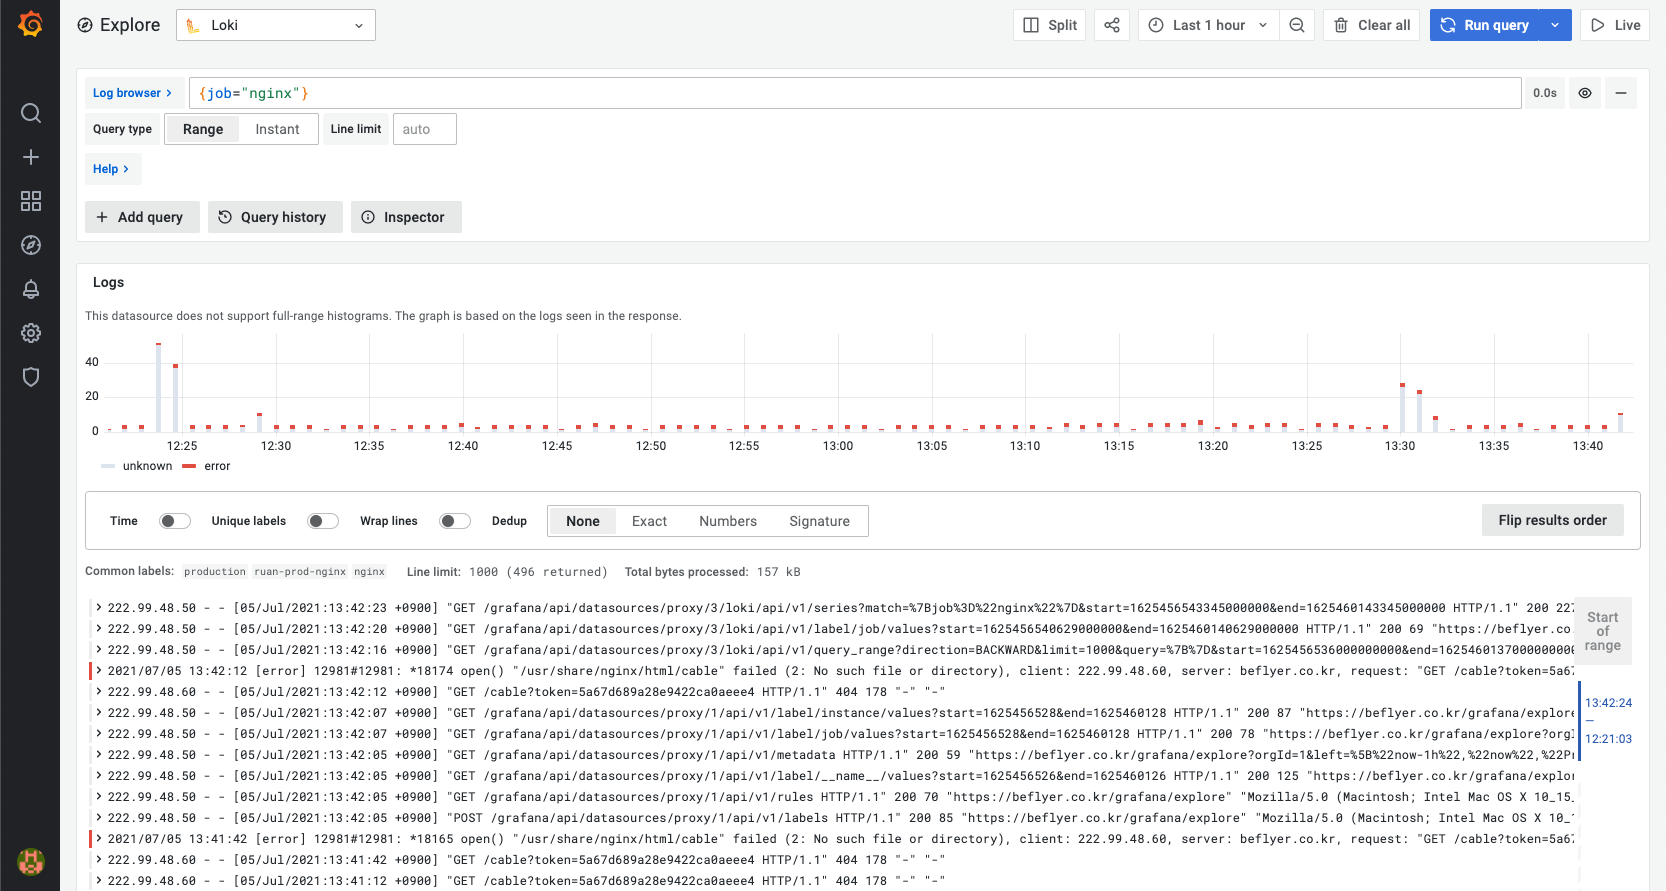 Explore Loki Split Last 1 hour Clear all Run query Live
Log browser > {job="nginx"} 0.0s
Query type Range Instant Line limit auto
Help >
+ Add query Query history Inspector
Logs
This datasource does not support full-range histograms. The graph is based on the logs seen in the response.
40
20
0
12:25 12:30 12:35 12:40 12:45 12:50 12:55 13:00 13:05 13:10 13:15 13:20 13:25 13:30 13:35 13:40
unknown error
Time Unique labels Wrap lines Dedup None Exact Numbers Signature Flip results order
Common labels: production ruan-prod-nginx nginx Line limit: 1000 (496 returned) Total bytes processed: 157 kB
> 222.99.48.50 - - [05/Jul/2021:13:42:23 +0900] "GET /grafana/api/datasources/proxy/3/loki/api/v1/series?match=%7Bjob%3D%22nginx%22%7D&start=1625456543345000000&end=1625460143345000000 HTTP/1.1" 200 227
> 222.99.48.50 - - [05/Jul/2021:13:42:20 +0900] "GET /grafana/api/datasources/proxy/3/loki/api/v1/label/job/values?start=1625456540629000000&end=1625460140629000000 HTTP/1.1" 200 69 "https://beflyer.co.
> 222.99.48.50 - - [05/Jul/2021:13:42:16 +0900] "GET /grafana/api/datasources/proxy/3/loki/api/v1/query_range?direction=BACKWARD&limit=1000&query=%7B%7D&start=1625456536000000000&end=1625460137000000000
> 2021/07/05 13:42:12 [error] 12981#12981: *18174 open() "/usr/share/nginx/html/cable" failed (2: No such file or directory), client: 222.99.48.60, server: beflyer.co.kr, request: "GET /cable?token=5a67
> 222.99.48.60 - - [05/Jul/2021:13:42:12 +0900] "GET /cable?token=5a67d689a28e9422ca0aeee4 HTTP/1.1" 404 178 "-" "-"
> 222.99.48.50 - - [05/Jul/2021:13:42:07 +0900] "GET /grafana/api/datasources/proxy/1/api/v1/label/instance/values?start=1625456528&end=1625460128 HTTP/1.1" 200 87 "https://beflyer.co.kr/grafana/explore
> 222.99.48.50 - - [05/Jul/2021:13:42:07 +0900] "GET /grafana/api/datasources/proxy/1/api/v1/label/job/values?start=1625456528&end=1625460128 HTTP/1.1" 200 78 "https://beflyer.co.kr/grafana/explore?orgI
> 222.99.48.50 - - [05/Jul/2021:13:42:05 +0900] "GET /grafana/api/datasources/proxy/1/api/v1/metadata HTTP/1.1" 200 59 "https://beflyer.co.kr/grafana/explore?orgId=1&left=%5B%22now-1h%22,%22now%22,%22Pr
> 222.99.48.50 - - [05/Jul/2021:13:42:05 +0900] "GET /grafana/api/datasources/proxy/1/api/v1/label/__name__/values?start=1625456526&end=1625460126 HTTP/1.1" 200 125 "https://beflyer.co.kr/grafana/explor
> 222.99.48.50 - - [05/Jul/2021:13:42:05 +0900] "GET /grafana/api/datasources/proxy/1/api/v1/rules HTTP/1.1" 200 70 "https://beflyer.co.kr/grafana/explore" "Mozilla/5.0 (Macintosh; Intel Mac OS X 10_15_
> 222.99.48.50 - - [05/Jul/2021:13:42:05 +0900] "POST /grafana/api/datasources/proxy/1/api/v1/labels HTTP/1.1" 200 85 "https://beflyer.co.kr/grafana/explore" "Mozilla/5.0 (Macintosh; Intel Mac OS X 10_1
> 2021/07/05 13:41:42 [error] 12981#12981: *18165 open() "/usr/share/nginx/html/cable" failed (2: No such file or directory), client: 222.99.48.60, server: beflyer.co.kr, request: "GET /cable?token=5a67
> 222.99.48.60 - - [05/Jul/2021:13:41:42 +0900] "GET /cable?token=5a67d689a28e9422ca0aeee4 HTTP/1.1" 404 178 "-" "-"
> 222.99.48.60 - - [05/Jul/2021:13:41:12 +0900] "GET /cable?token=5a67d689a28e9422ca0aeee4 HTTP/1.1" 404 178 "-" "-"
Start
of
range
13:42:24
—
12:21:03